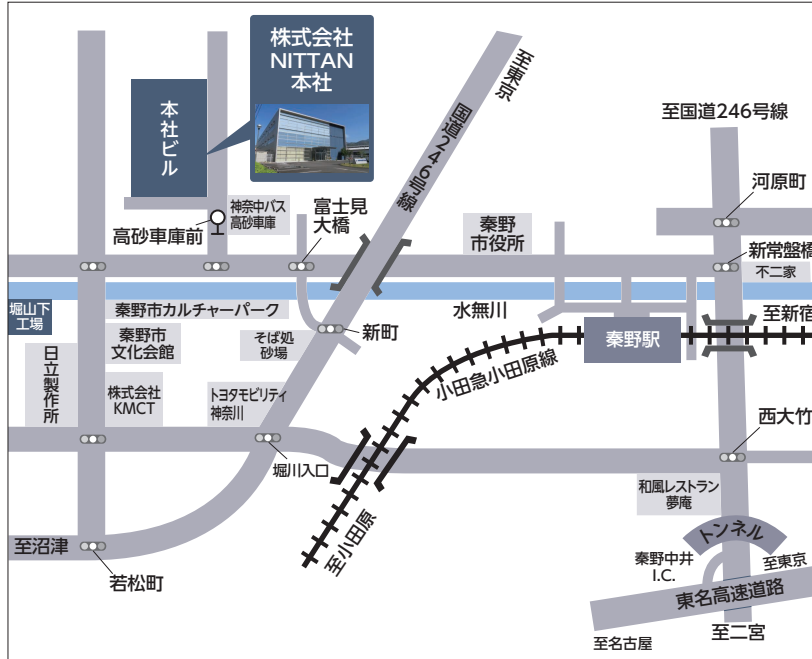 株式会社
NITTAN
本社
本社ビル
至東京
国道246号線
至国道246号線
河原町
神奈中バス
高砂車庫
高砂車庫前
富士見
大橋
秦野
市役所
新常盤橋
不二家
堀山下
工場
秦野市カルチャーパーク
水無川
至新宿
秦野市
文化会館
そば処
砂場
新町
秦野駅
小田急小田原線
日立製作所
株式会社
KMCT
トヨタモビリティ
神奈川
西大竹
堀川入口
和風レストラン
夢庵
至沼津
若松町
至小田原
トンネル
秦野中井
I.C.
至東京
東名高速道路
至名古屋
至二宮